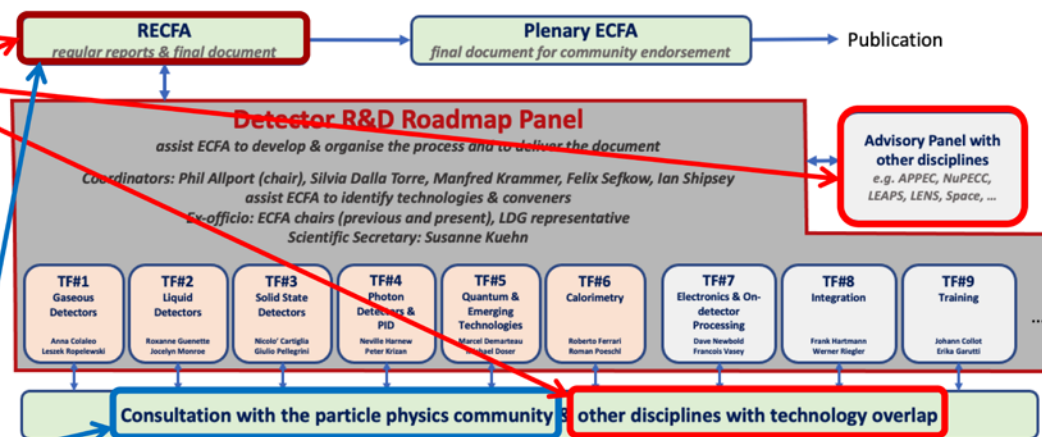 RECFA
regular reports & final document
Plenary ECFA
final document for community endorsement
Publication
Detector R&D Roadmap Panel
assist ECFA to develop & organise the process and to deliver the document
Coordinators: Phil Allport (chair), Silvia Dalla Torre, Manfred Krammer, Felix Sefkow, Ian Shipsey
assist ECFA to identify technologies & conveners
Ex-officio: ECFA chairs (previous and present), LDG representative
Scientific Secretary: Susanne Kuehn
Advisory Panel with
other disciplines
e.g. APPEC, NuPECC,
LEAPS, LENS, Space, ...
TF#1
Gaseous
Detectors
Anna Colaleo
Leszek Ropelewski
TF#2
Liquid
Detectors
Roxanne Guenette
Jocelyn Monroe
TF#3
Solid State
Detectors
Nicolo' Cartiglia
Giulio Pellegrini
TF#4
Photon
Detectors &
PID
Neville Harnew
Peter Krizan
TF#5
Quantum &
Emerging
Technologies
Marcel Demarteau
Michael Doser
TF#6
Calorimetry
Roberto Ferrari
Roman Poeschl
TF#7
Electronics & On-
detector
Processing
Dave Newbold
Francois Vasey
TF#8
Integration
Frank Hartmann
Werner Riegler
TF#9
Training
Johann Collot
Erika Garutti
...
Consultation with the particle physics community & other disciplines with technology overlap